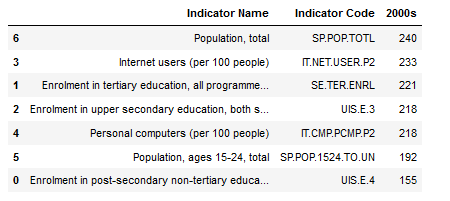 Indicator Name Indicator Code 2000s
6 Population, total SP.POP.TOTL 240
3 Internet users (per 100 people) IT.NET.USER.P2 233
1 Enrolment in tertiary education, all programme... SE.TER.ENRL 221
2 Enrolment in upper secondary education, both s... UIS.E.3 218
4 Personal computers (per 100 people) IT.CMP.PCMP.P2 218
5 Population, ages 15-24, total SP.POP.1524.TO.UN 192
0 Enrolment in post-secondary non-tertiary educa... UIS.E.4 155